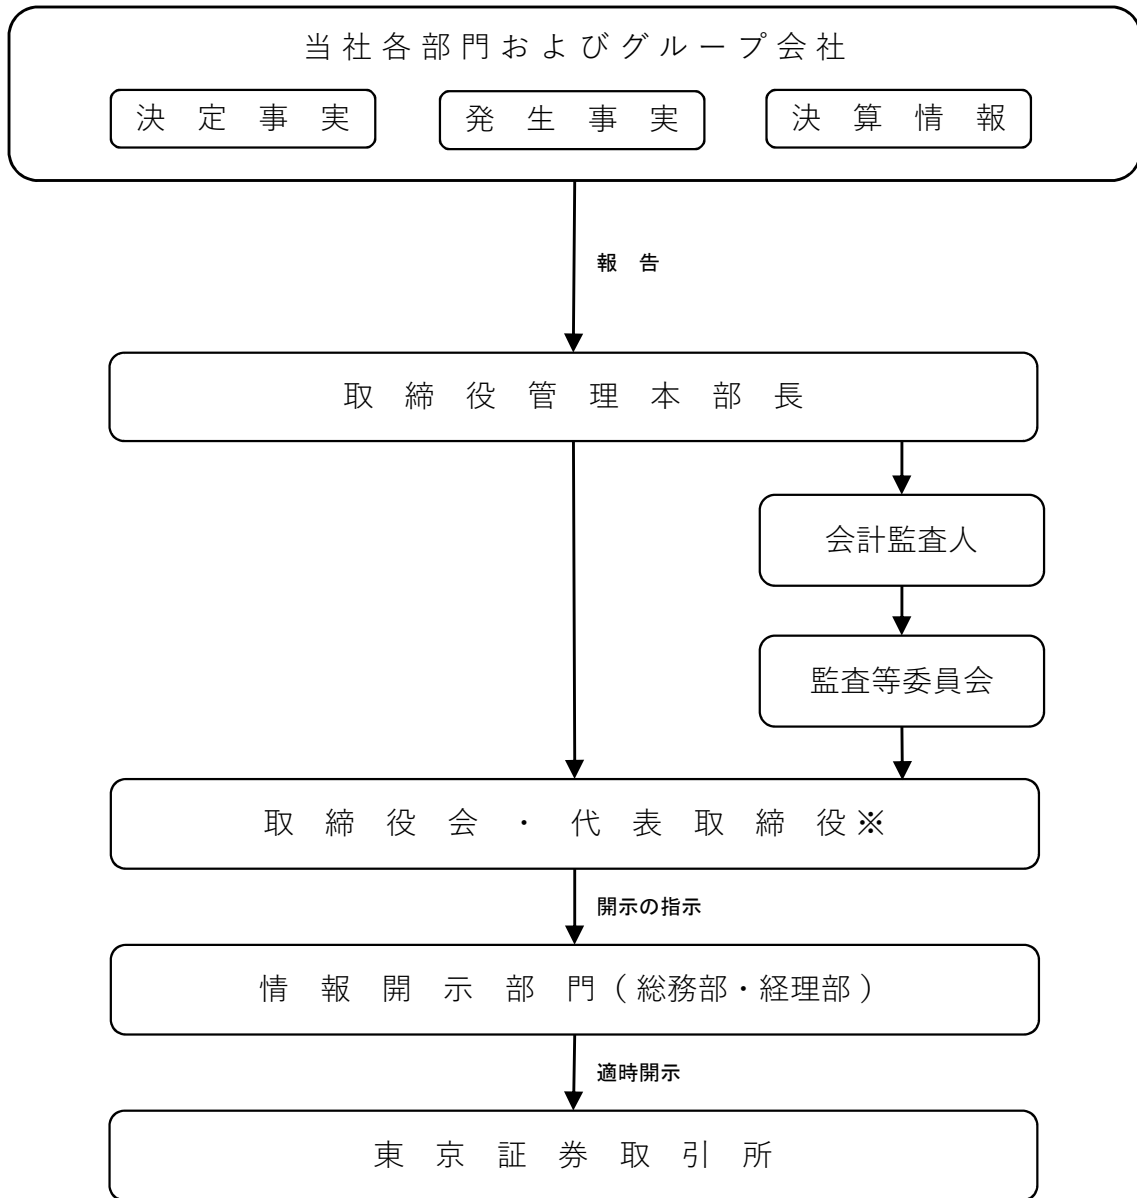 当社各部門およびグループ会社
決定事実
発生事実
決算情報
報告
取締役管理本部長
会計監査人
監査等委員会
取締役会・代表取締役※
開示の指示
情報開示部門(総務部・経理部)
適時開示
東京証券取引所